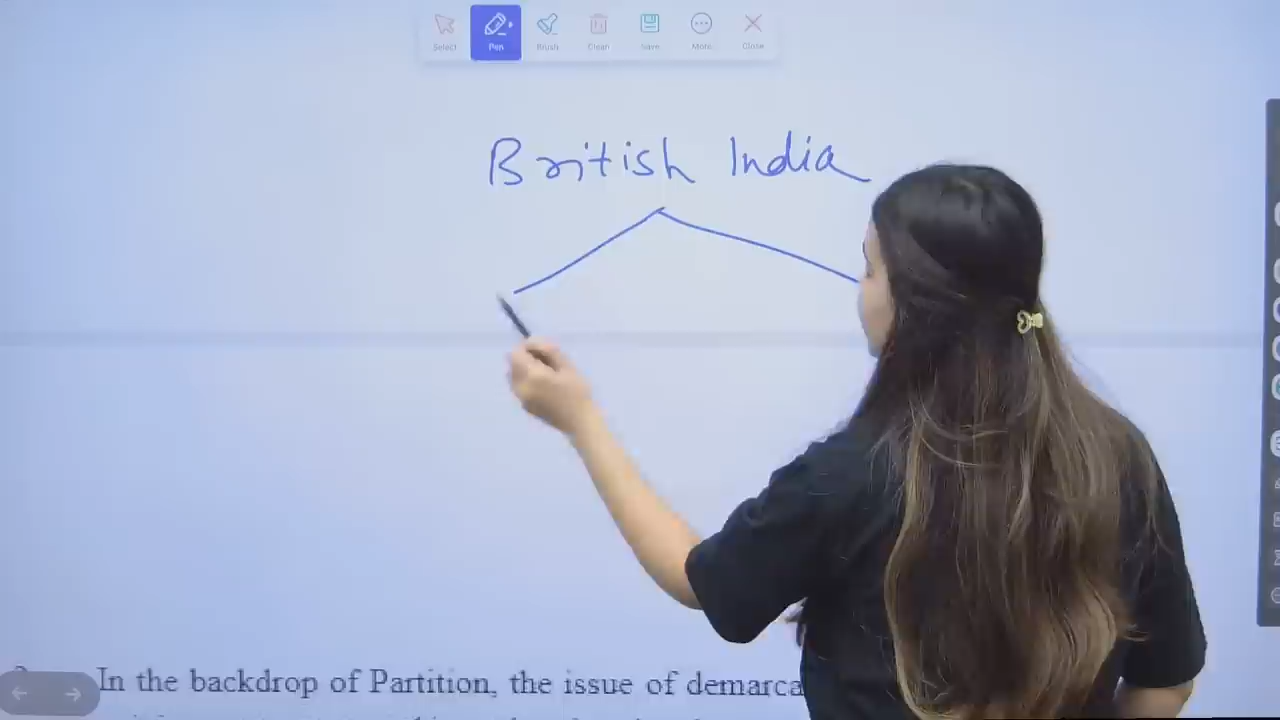 Select Pen Brush Clean Save More Close
British India
In the backdrop of Partition, the issue of demarca